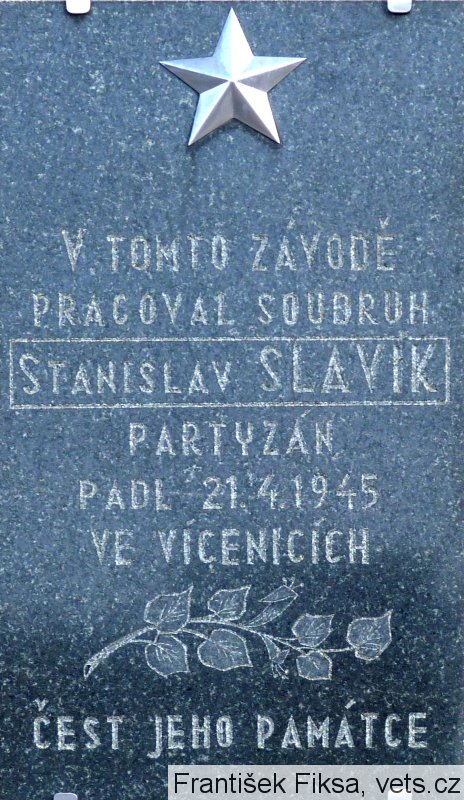 V TOMTO ZÁVODĚ
PRACOVAL SOUDRUH
STANISLAV SLAVÍK
PARTYZÁN,
PADL 21.4.1945
VE VÍCENICÍCH
ČEST JEHO PAMÁTCE
František Fiksa, vets.cz